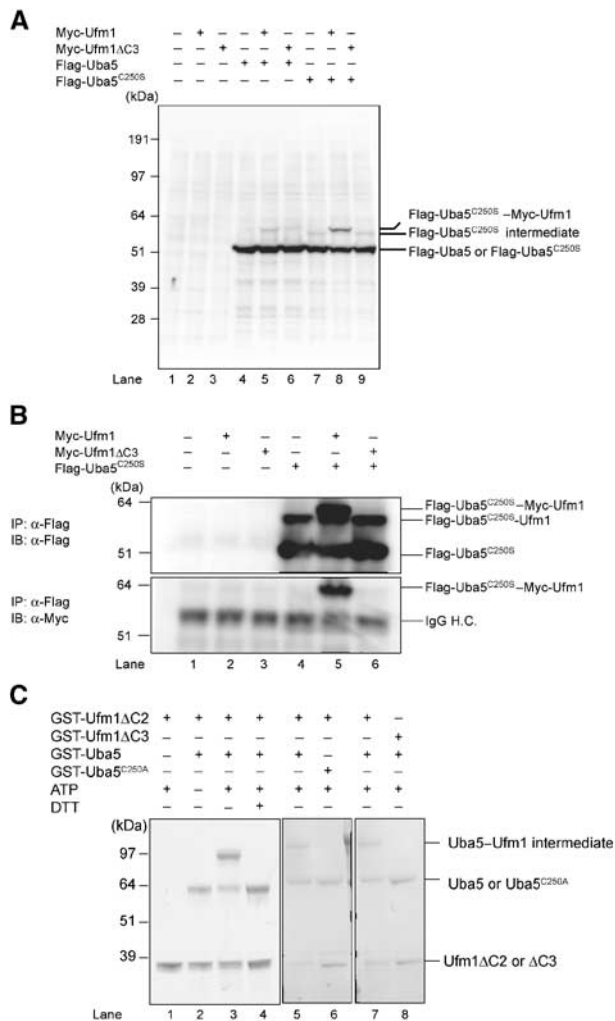 A
Myc-Ufm1 – + – – + – – + –
Myc-Ufm1ΔC3 – – + – – + – – +
Flag-Uba5 – – – + + + – – –
Flag-Uba5C250S – – – – – – + + +
(kDa)
191
97
64
51
39
28
Flag-Uba5C250S –Myc-Ufm1
Flag-Uba5C250S intermediate
Flag-Uba5 or Flag-Uba5C250S
Lane 1 2 3 4 5 6 7 8 9
B
Myc-Ufm1 – + – – + –
Myc-Ufm1ΔC3 – – + – – +
Flag-Uba5C250S – – – + + +
(kDa)
64
51
IP: α-Flag
IB: α-Flag
Flag-Uba5C250S–Myc-Ufm1
Flag-Uba5C250S-Ufm1
Flag-Uba5C250S
64
51
IP: α-Flag
IB: α-Myc
Flag-Uba5C250S–Myc-Ufm1
IgG H.C.
Lane 1 2 3 4 5 6
C
GST-Ufm1ΔC2 + + + + + + + –
GST-Ufm1ΔC3 – – – – – – – +
GST-Uba5 – + + + + – + +
GST-Uba5C250A – – – – – + – –
ATP + – + + + + + +
DTT – – – + – – – –
(kDa)
97
64
51
39
Uba5–Ufm1 intermediate
Uba5 or Uba5C250A
Ufm1ΔC2 or ΔC3
Lane 1 2 3 4 5 6 7 8